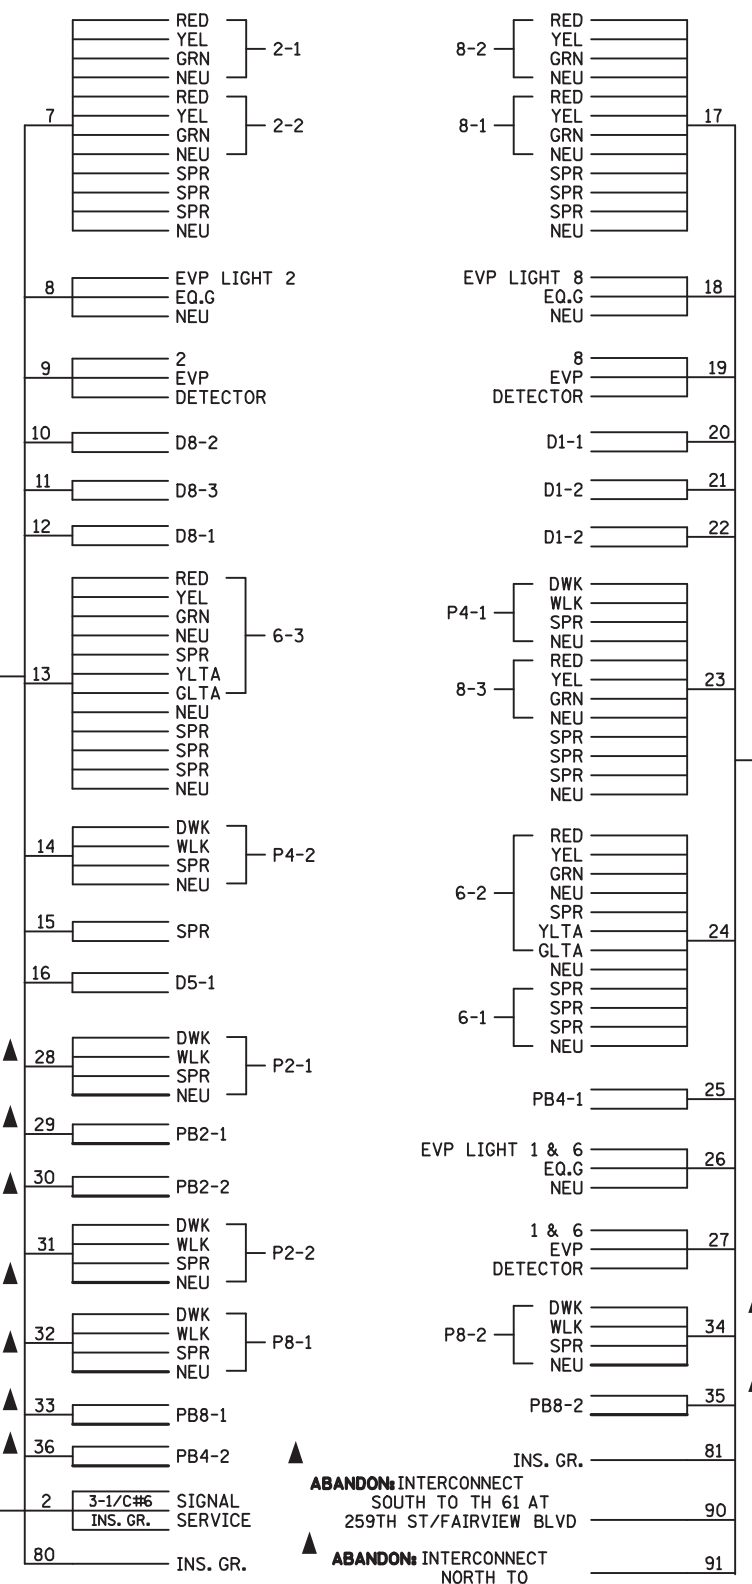 7
RED
YEL
GRN
NEU
2-1
RED
YEL
GRN
NEU
2-2
SPR
SPR
SPR
NEU
8
EVP LIGHT 2
EQ.G
NEU
9
2
EVP
DETECTOR
10
D8-2
11
D8-3
12
D8-1
13
RED
YEL
GRN
NEU
SPR
YLTA
GLTA
6-3
NEU
SPR
SPR
SPR
NEU
14
DWK
WLK
SPR
NEU
P4-2
15
SPR
16
D5-1
28
DWK
WLK
SPR
NEU
P2-1
29
PB2-1
30
PB2-2
31
DWK
WLK
SPR
NEU
P2-2
32
DWK
WLK
SPR
NEU
P8-1
33
PB8-1
36
PB4-2
2
3-1/C#6 SIGNAL
INS. GR. SERVICE
80
INS. GR.
8-2
RED
YEL
GRN
NEU
8-1
RED
YEL
GRN
NEU
SPR
SPR
SPR
NEU
17
EVP LIGHT 8
EQ.G
NEU
18
8
EVP
DETECTOR
19
D1-1
20
D1-2
21
D1-2
22
P4-1
DWK
WLK
SPR
NEU
8-3
RED
YEL
GRN
NEU
SPR
SPR
SPR
NEU
23
6-2
RED
YEL
GRN
NEU
SPR
YLTA
GLTA
NEU
6-1
SPR
SPR
SPR
NEU
24
PB4-1
25
EVP LIGHT 1 & 6
EQ.G
NEU
26
1 & 6
EVP
DETECTOR
27
P8-2
DWK
WLK
SPR
NEU
34
PB8-2
35
INS. GR.
81
ABANDON: INTERCONNECT
SOUTH TO TH 61 AT
259TH ST/FAIRVIEW BLVD
90
ABANDON: INTERCONNECT
NORTH TO
91